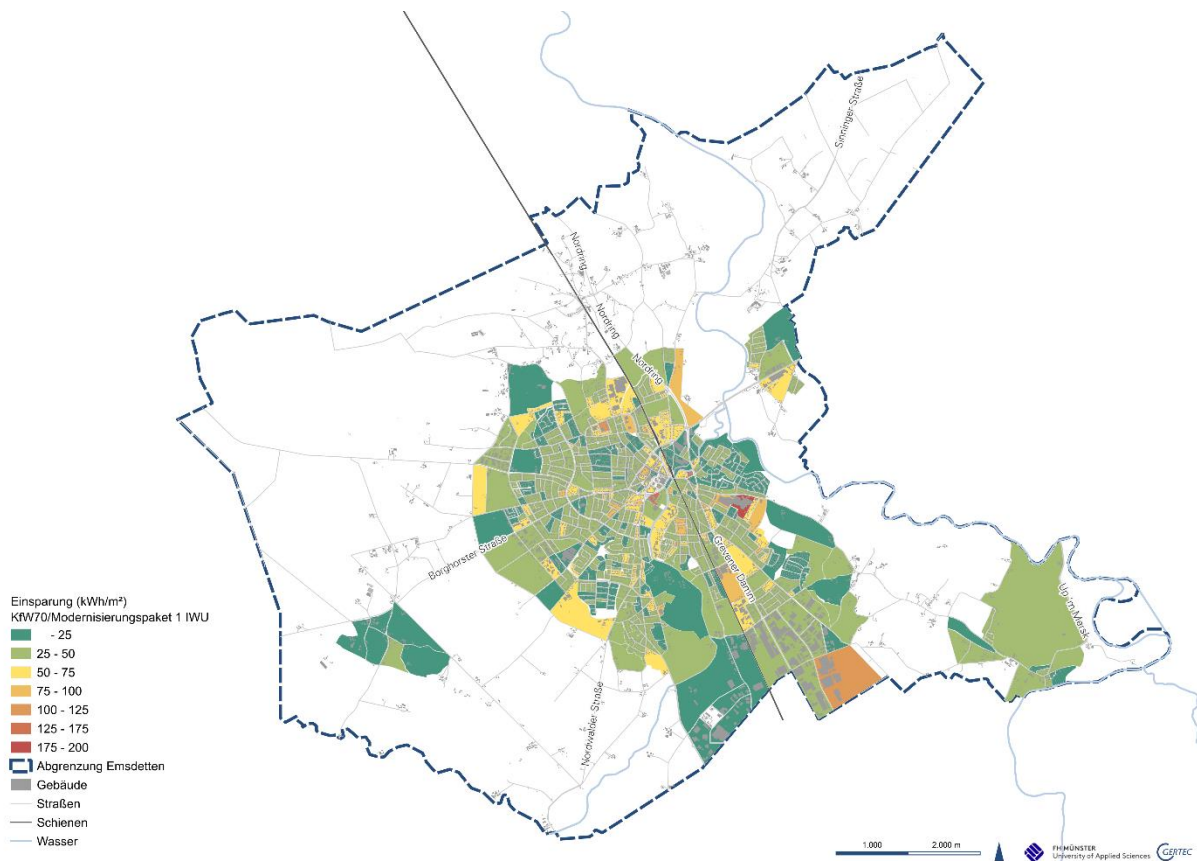 Sinninger Straße
Nordring
Nordring
Nordring
Borghorster Straße
Grevener Damm
Up'm Marsk
Nordwalder Straße
Einsparung (kWh/m²)
KfW70/Modernisierungspaket 1 IWU
- 25
25 - 50
50 - 75
75 - 100
100 - 125
125 - 175
175 - 200
Abgrenzung Emsdetten
Gebäude
Straßen
Schienen
Wasser
1.000 2.000 m
FH MÜNSTER
University of Applied Sciences
GERTEC